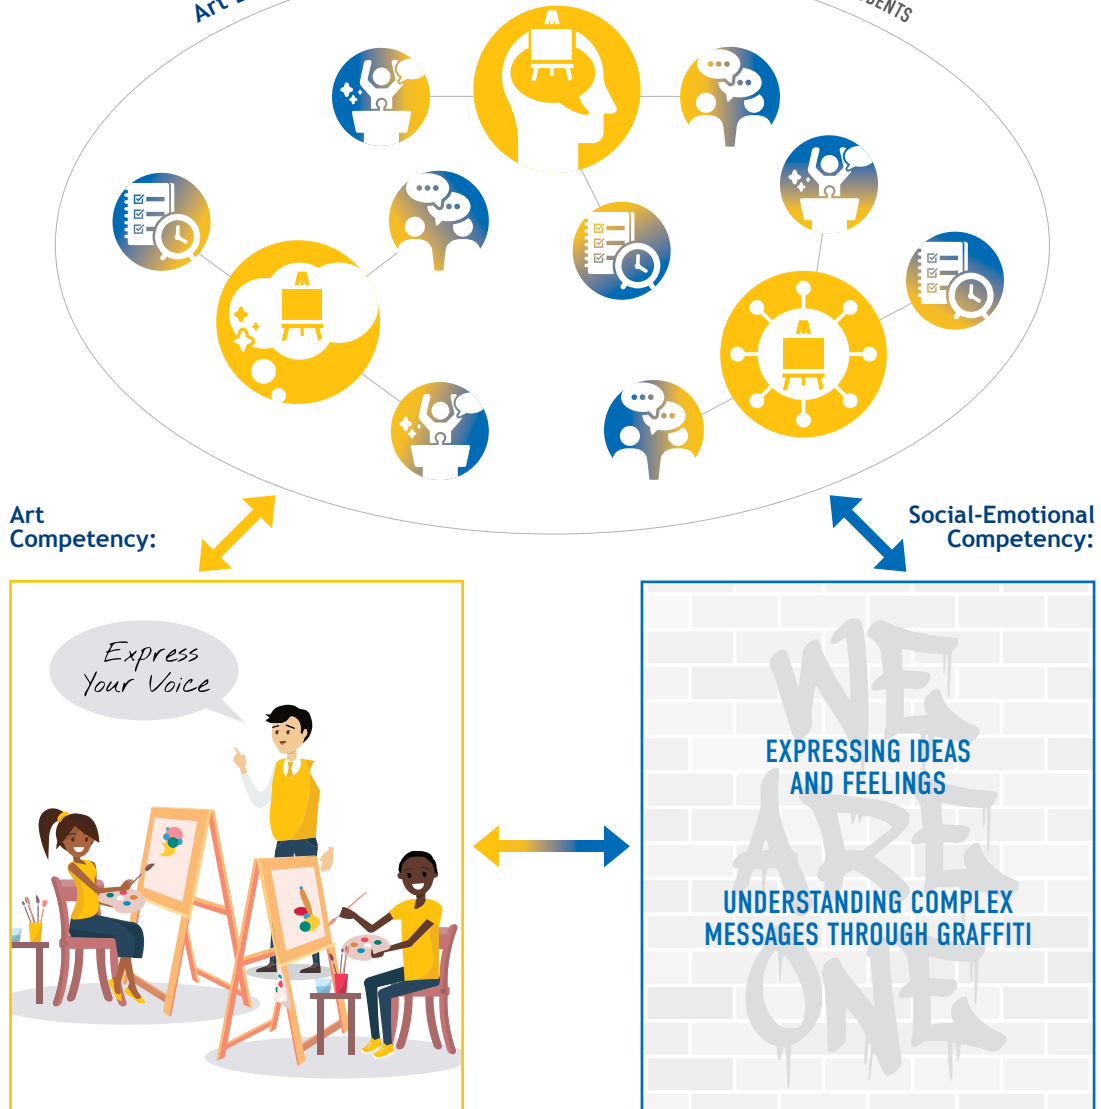 Art
Art
Competency:
Social-Emotional
Competency:
Express
Your Voice
WE
ARE
ONE
EXPRESSING IDEAS
AND FEELINGS
UNDERSTANDING COMPLEX
MESSAGES THROUGH GRAFFITI